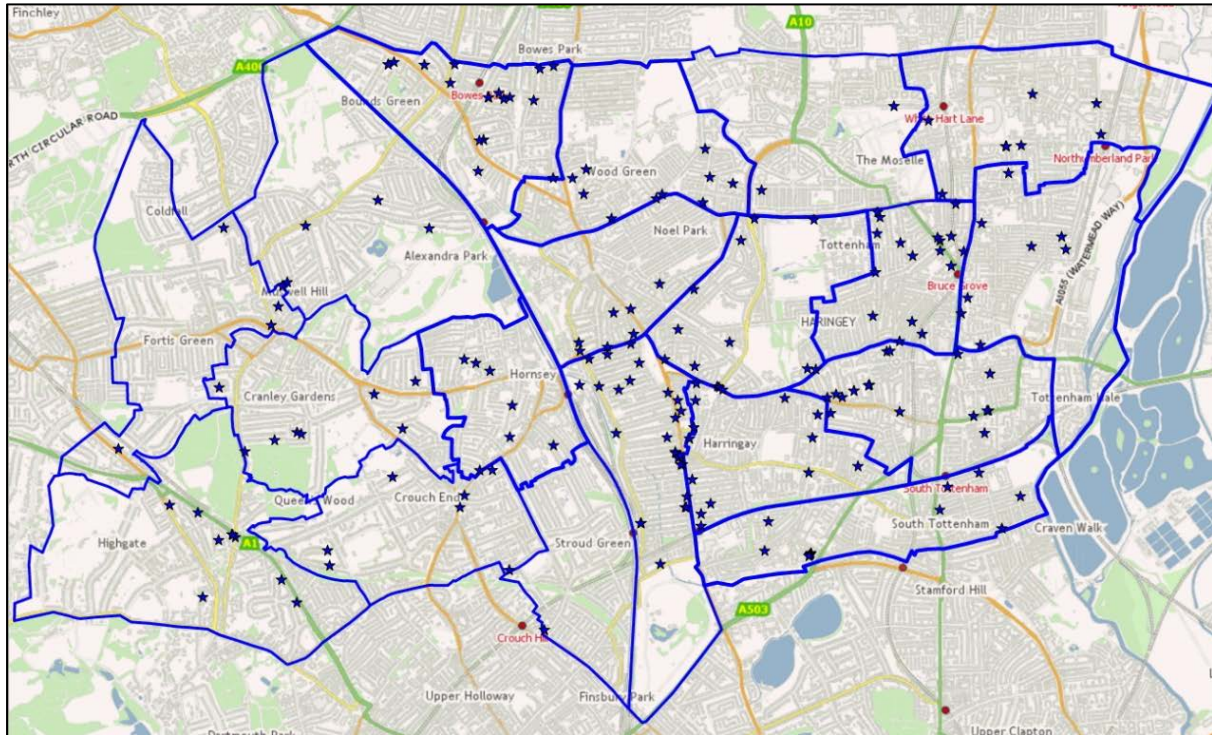 Finchley
A10
Bowes Park
A406
Bounds Green
Bowes
NORTH CIRCULAR ROAD
White Hart Lane
Northumberland Park
The Moselle
Wood Green
Coldfall
Noel Park
Tottenham
Alexandra Park
A1055 (WATERMEAD WAY)
Bruce Grove
Muswell Hill
HARINGEY
Fortis Green
Hornsey
Cranley Gardens
Tottenham Hale
Harringay
South Tottenham
Queen's Wood
Crouch End
South Tottenham
Craven Walk
Highgate
A1
Stroud Green
Stamford Hill
A503
Crouch Hill
Upper Holloway
Finsbury Park
Dartmouth Park
Upper Clapton